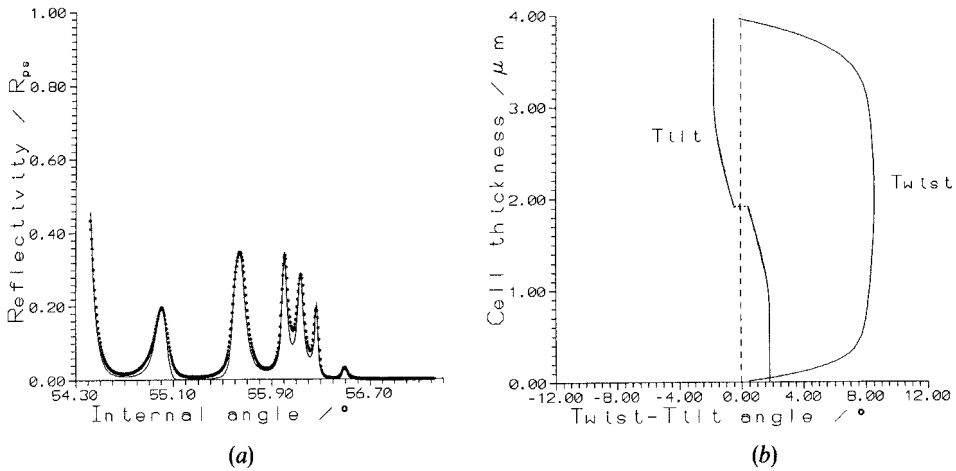 Reflectivity / R_ps
1.00
0.80
0.60
0.40
0.20
0.00
54.30
55.10
55.90
56.70
Internal angle / °
(a)
Cell thickness / μm
4.00
3.00
2.00
1.00
0.00
-12.00
-8.00
-4.00
0.00
4.00
8.00
12.00
Tilt
Twist
Twist-Tilt angle / °
(b)